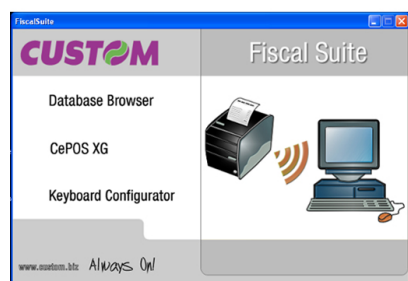 FiscalSuite
CUSTOM
Fiscal Suite
Database Browser
CePOS XG
Keyboard Configurator
www.custom.biz Always On!